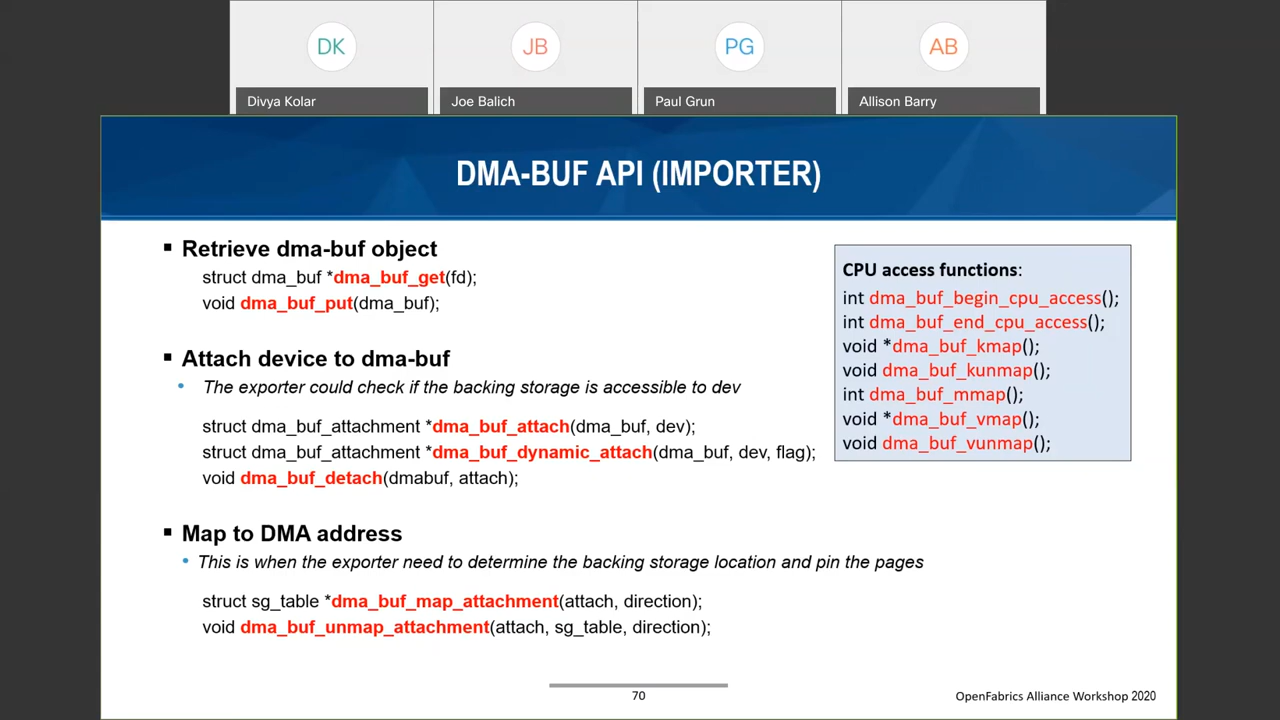 DK
JB
PG
AB
Divya Kolar
Joe Balich
Paul Grun
Allison Barry
DMA-BUF API (IMPORTER)
▪ Retrieve dma-buf object
struct dma_buf *dma_buf_get(fd);
void dma_buf_put(dma_buf);
▪ Attach device to dma-buf
• The exporter could check if the backing storage is accessible to dev
struct dma_buf_attachment *dma_buf_attach(dma_buf, dev);
struct dma_buf_attachment *dma_buf_dynamic_attach(dma_buf, dev, flag);
void dma_buf_detach(dmabuf, attach);
▪ Map to DMA address
• This is when the exporter need to determine the backing storage location and pin the pages
struct sg_table *dma_buf_map_attachment(attach, direction);
void dma_buf_unmap_attachment(attach, sg_table, direction);
CPU access functions:
int dma_buf_begin_cpu_access();
int dma_buf_end_cpu_access();
void *dma_buf_kmap();
void dma_buf_kunmap();
int dma_buf_mmap();
void *dma_buf_vmap();
void dma_buf_vunmap();
70
OpenFabrics Alliance Workshop 2020